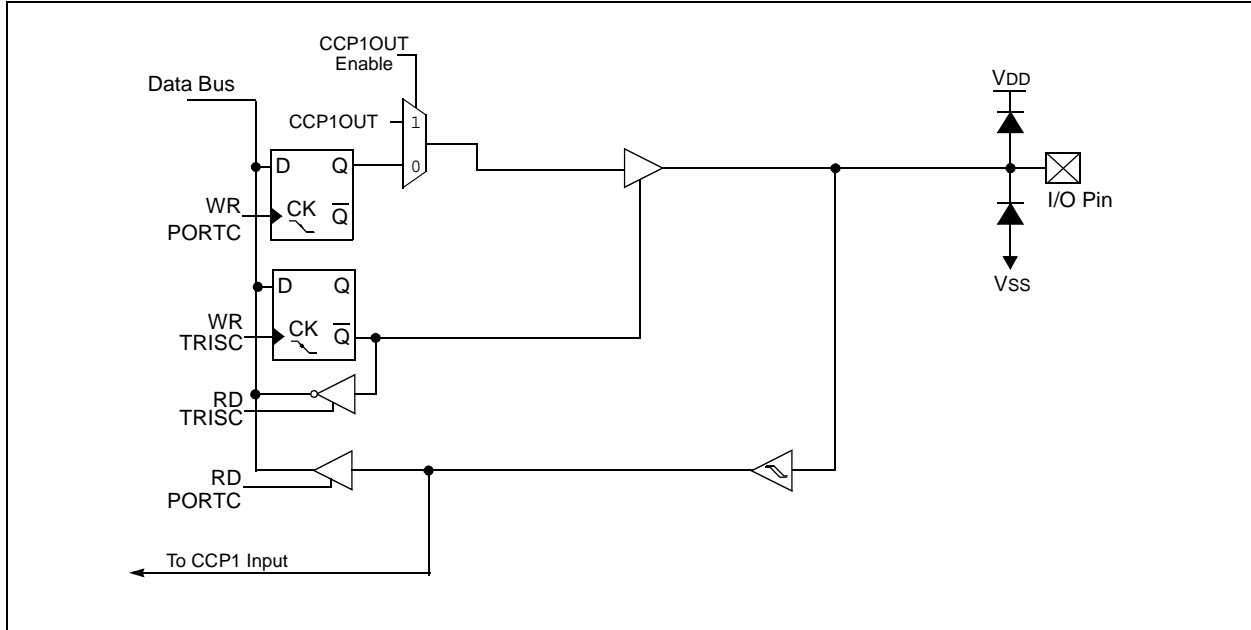 CCP1OUT
Enable
Data Bus
VDD
CCP1OUT
1
0
D Q
CK Q
WR
PORTC
I/O Pin
VSS
D Q
CK Q
WR
TRISC
RD
TRISC
RD
PORTC
To CCP1 Input